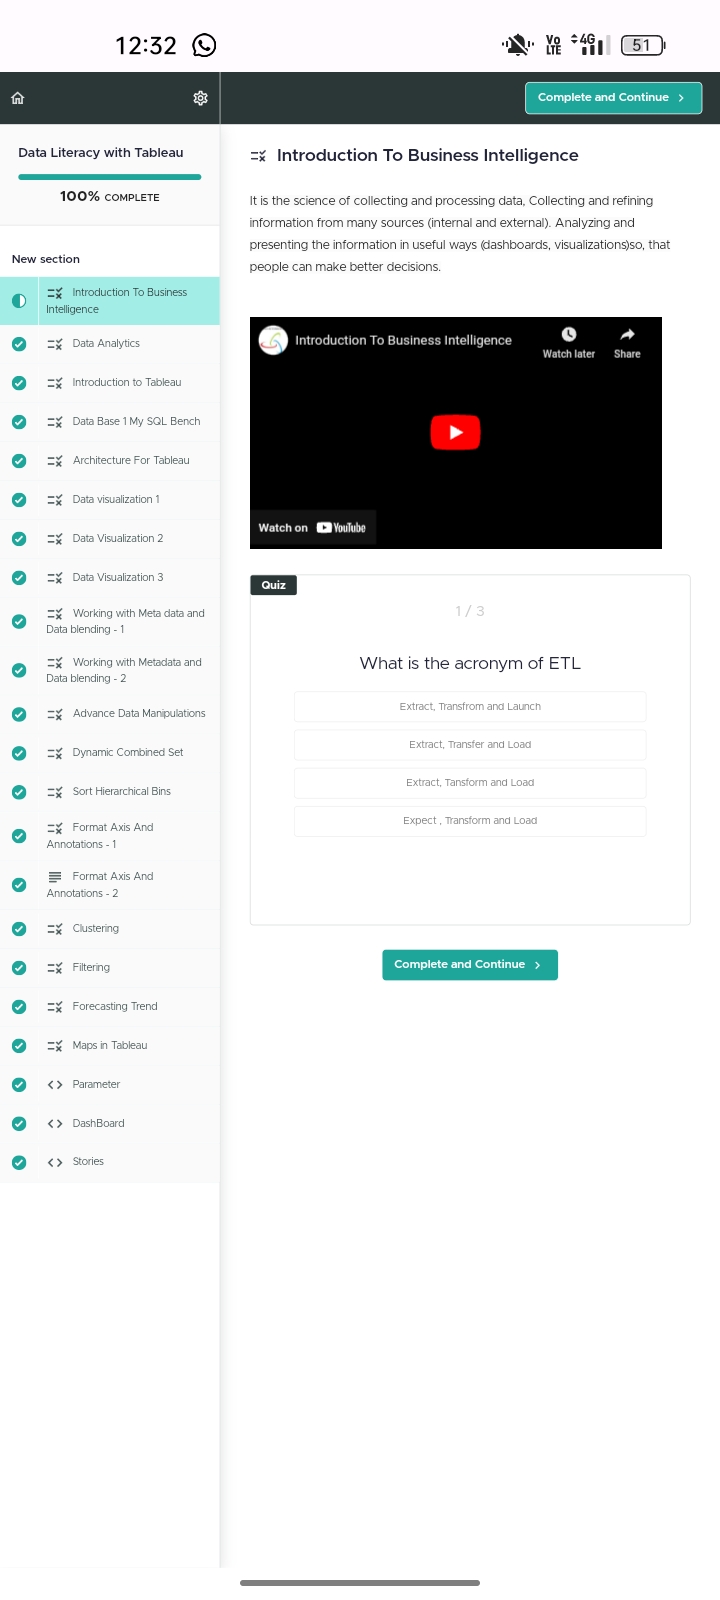 12:32
Vo LTE 4G 51
Complete and Continue
Data Literacy with Tableau
100% COMPLETE
New section
Introduction To Business
Intelligence
Data Analytics
Introduction to Tableau
Data Base 1 My SQL Bench
Architecture For Tableau
Data visualization 1
Data Visualization 2
Data Visualization 3
Working with Meta data and
Data blending - 1
Working with Metadata and
Data blending - 2
Advance Data Manipulations
Dynamic Combined Set
Sort Hierarchical Bins
Format Axis And
Annotations - 1
Format Axis And
Annotations - 2
Clustering
Filtering
Forecasting Trend
Maps in Tableau
Parameter
DashBoard
Stories
Introduction To Business Intelligence
It is the science of collecting and processing data, Collecting and refining
information from many sources (internal and external). Analyzing and
presenting the information in useful ways (dashboards, visualizations)so, that
people can make better decisions.
Introduction To Business Intelligence
Watch later
Share
Watch on YouTube
Quiz
1 / 3
What is the acronym of ETL
Extract, Transfrom and Launch
Extract, Transfer and Load
Extract, Tansform and Load
Expect , Transform and Load
Complete and Continue